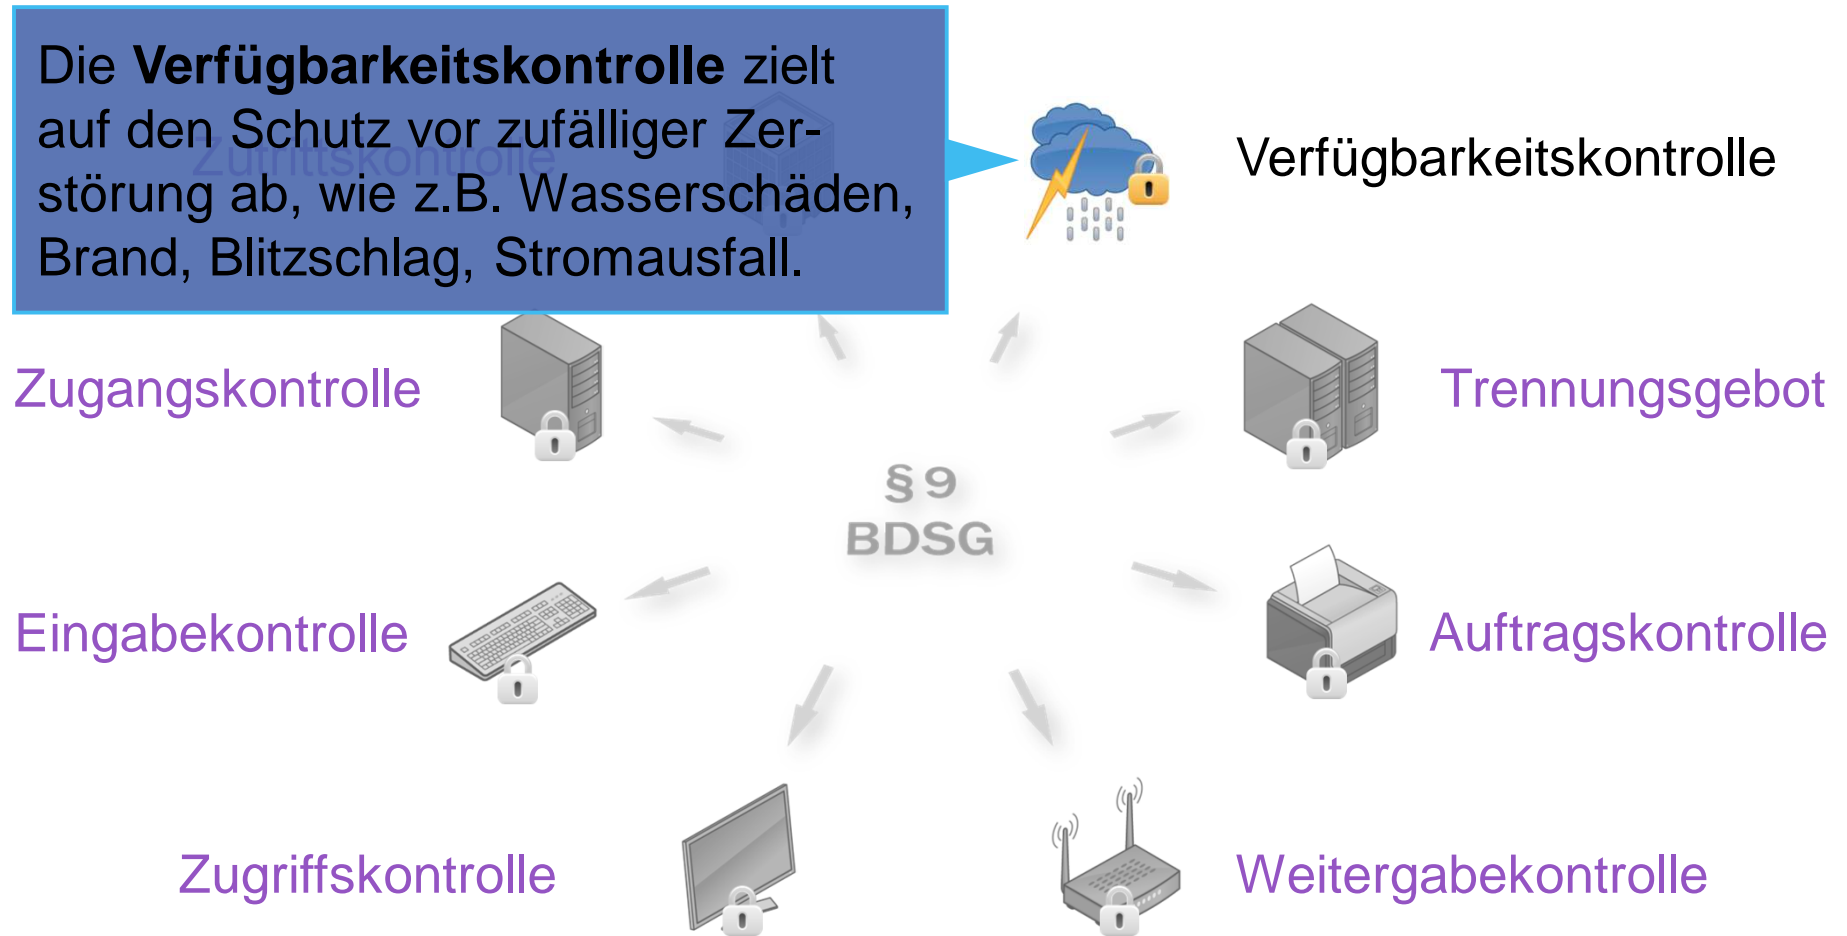 Die Verfügbarkeitskontrolle zielt
auf den Schutz vor zufälliger Zer-
störung ab, wie z.B. Wasserschäden,
Brand, Blitzschlag, Stromausfall.
Zutrittskontrolle
Verfügbarkeitskontrolle
Zugangskontrolle
Trennungsgebot
§ 9
BDSG
Eingabekontrolle
Auftragskontrolle
Zugriffskontrolle
Weitergabekontrolle